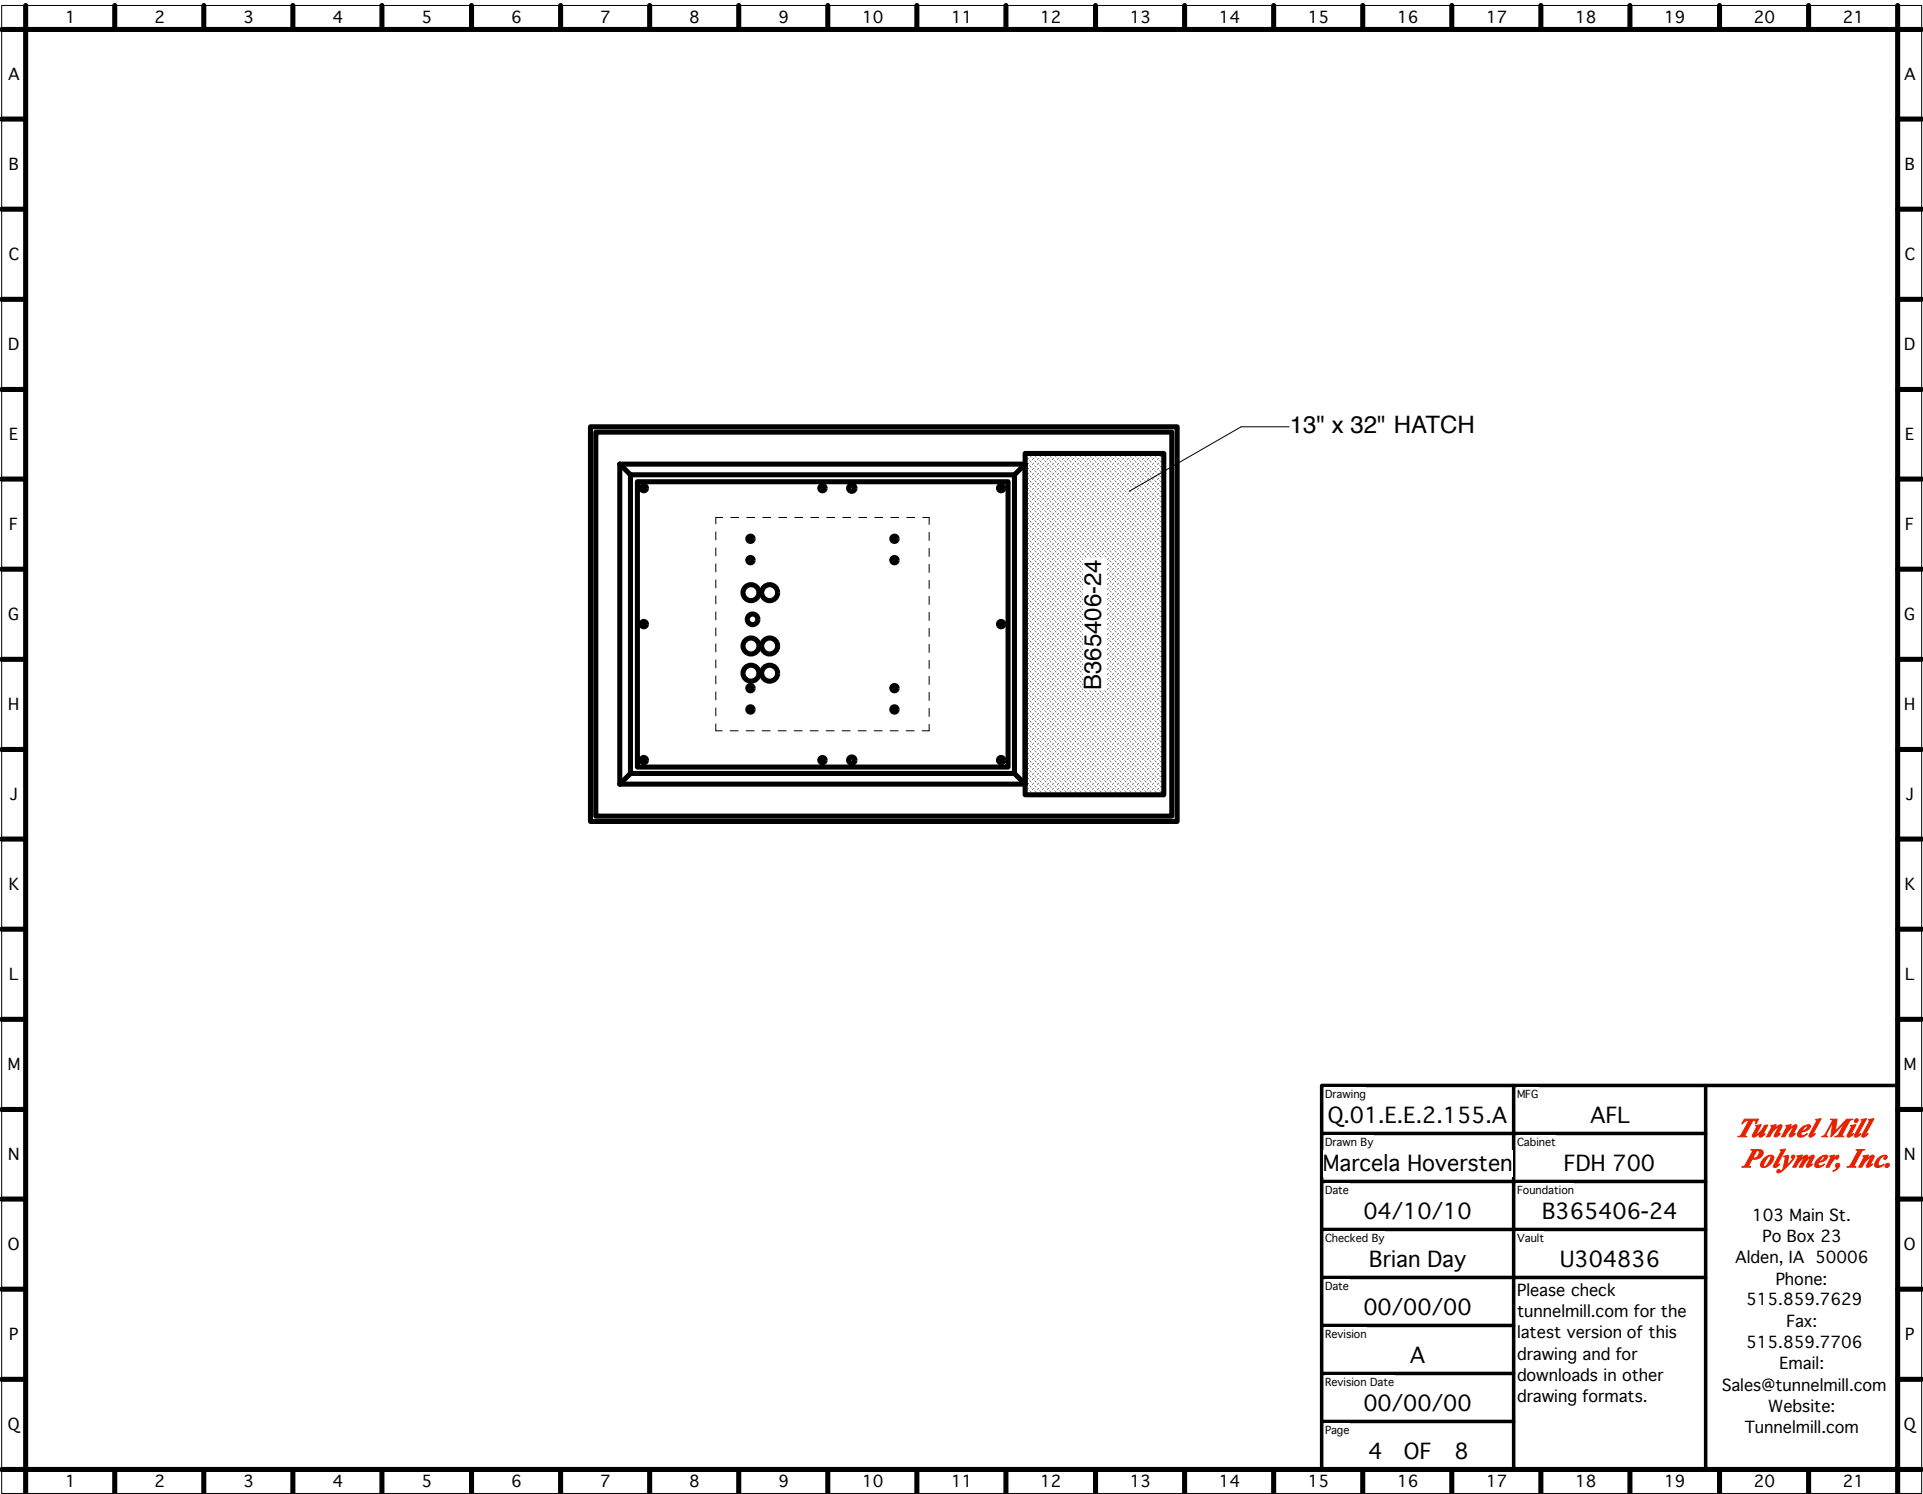 1 2 3 4 5 6 7 8 9 10 11 12 13 14 15 16 17 18 19 20 21
A A
B B
C C
D D
E E
F F
G G
H H
J J
K K
L L
M M
N N
O O
P P
Q Q
13" x 32" HATCH
B365406-24
Drawing
Q.01.E.E.2.155.A
MFG
AFL
Drawn By
Marcela Hoversten
Cabinet
FDH 700
Date
04/10/10
Foundation
B365406-24
Checked By
Brian Day
Vault
U304836
Date
00/00/00
Revision
A
Revision Date
00/00/00
Page
4 OF 8
Please check
tunnelmill.com for the
latest version of this
drawing and for
downloads in other
drawing formats.
Tunnel Mill
Polymer, Inc.
103 Main St.
Po Box 23
Alden, IA 50006
Phone:
515.859.7629
Fax:
515.859.7706
Email:
Sales@tunnelmill.com
Website:
Tunnelmill.com
1 2 3 4 5 6 7 8 9 10 11 12 13 14 15 16 17 18 19 20 21